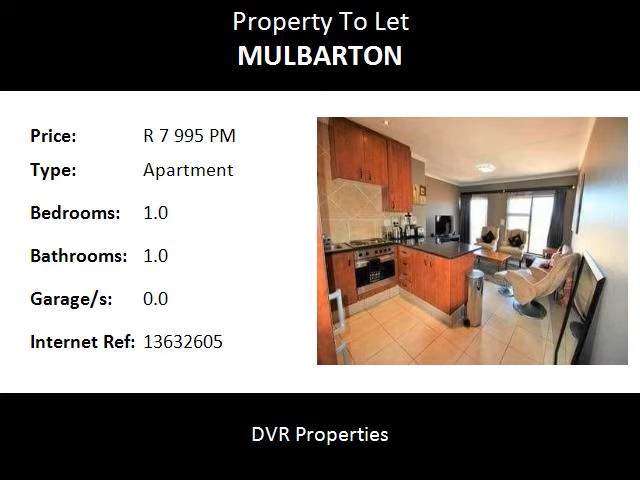 Property To Let
MULBARTON
Price: R 7 995 PM
Type: Apartment
Bedrooms: 1.0
Bathrooms: 1.0
Garage/s: 0.0
Internet Ref: 13632605
DVR Properties